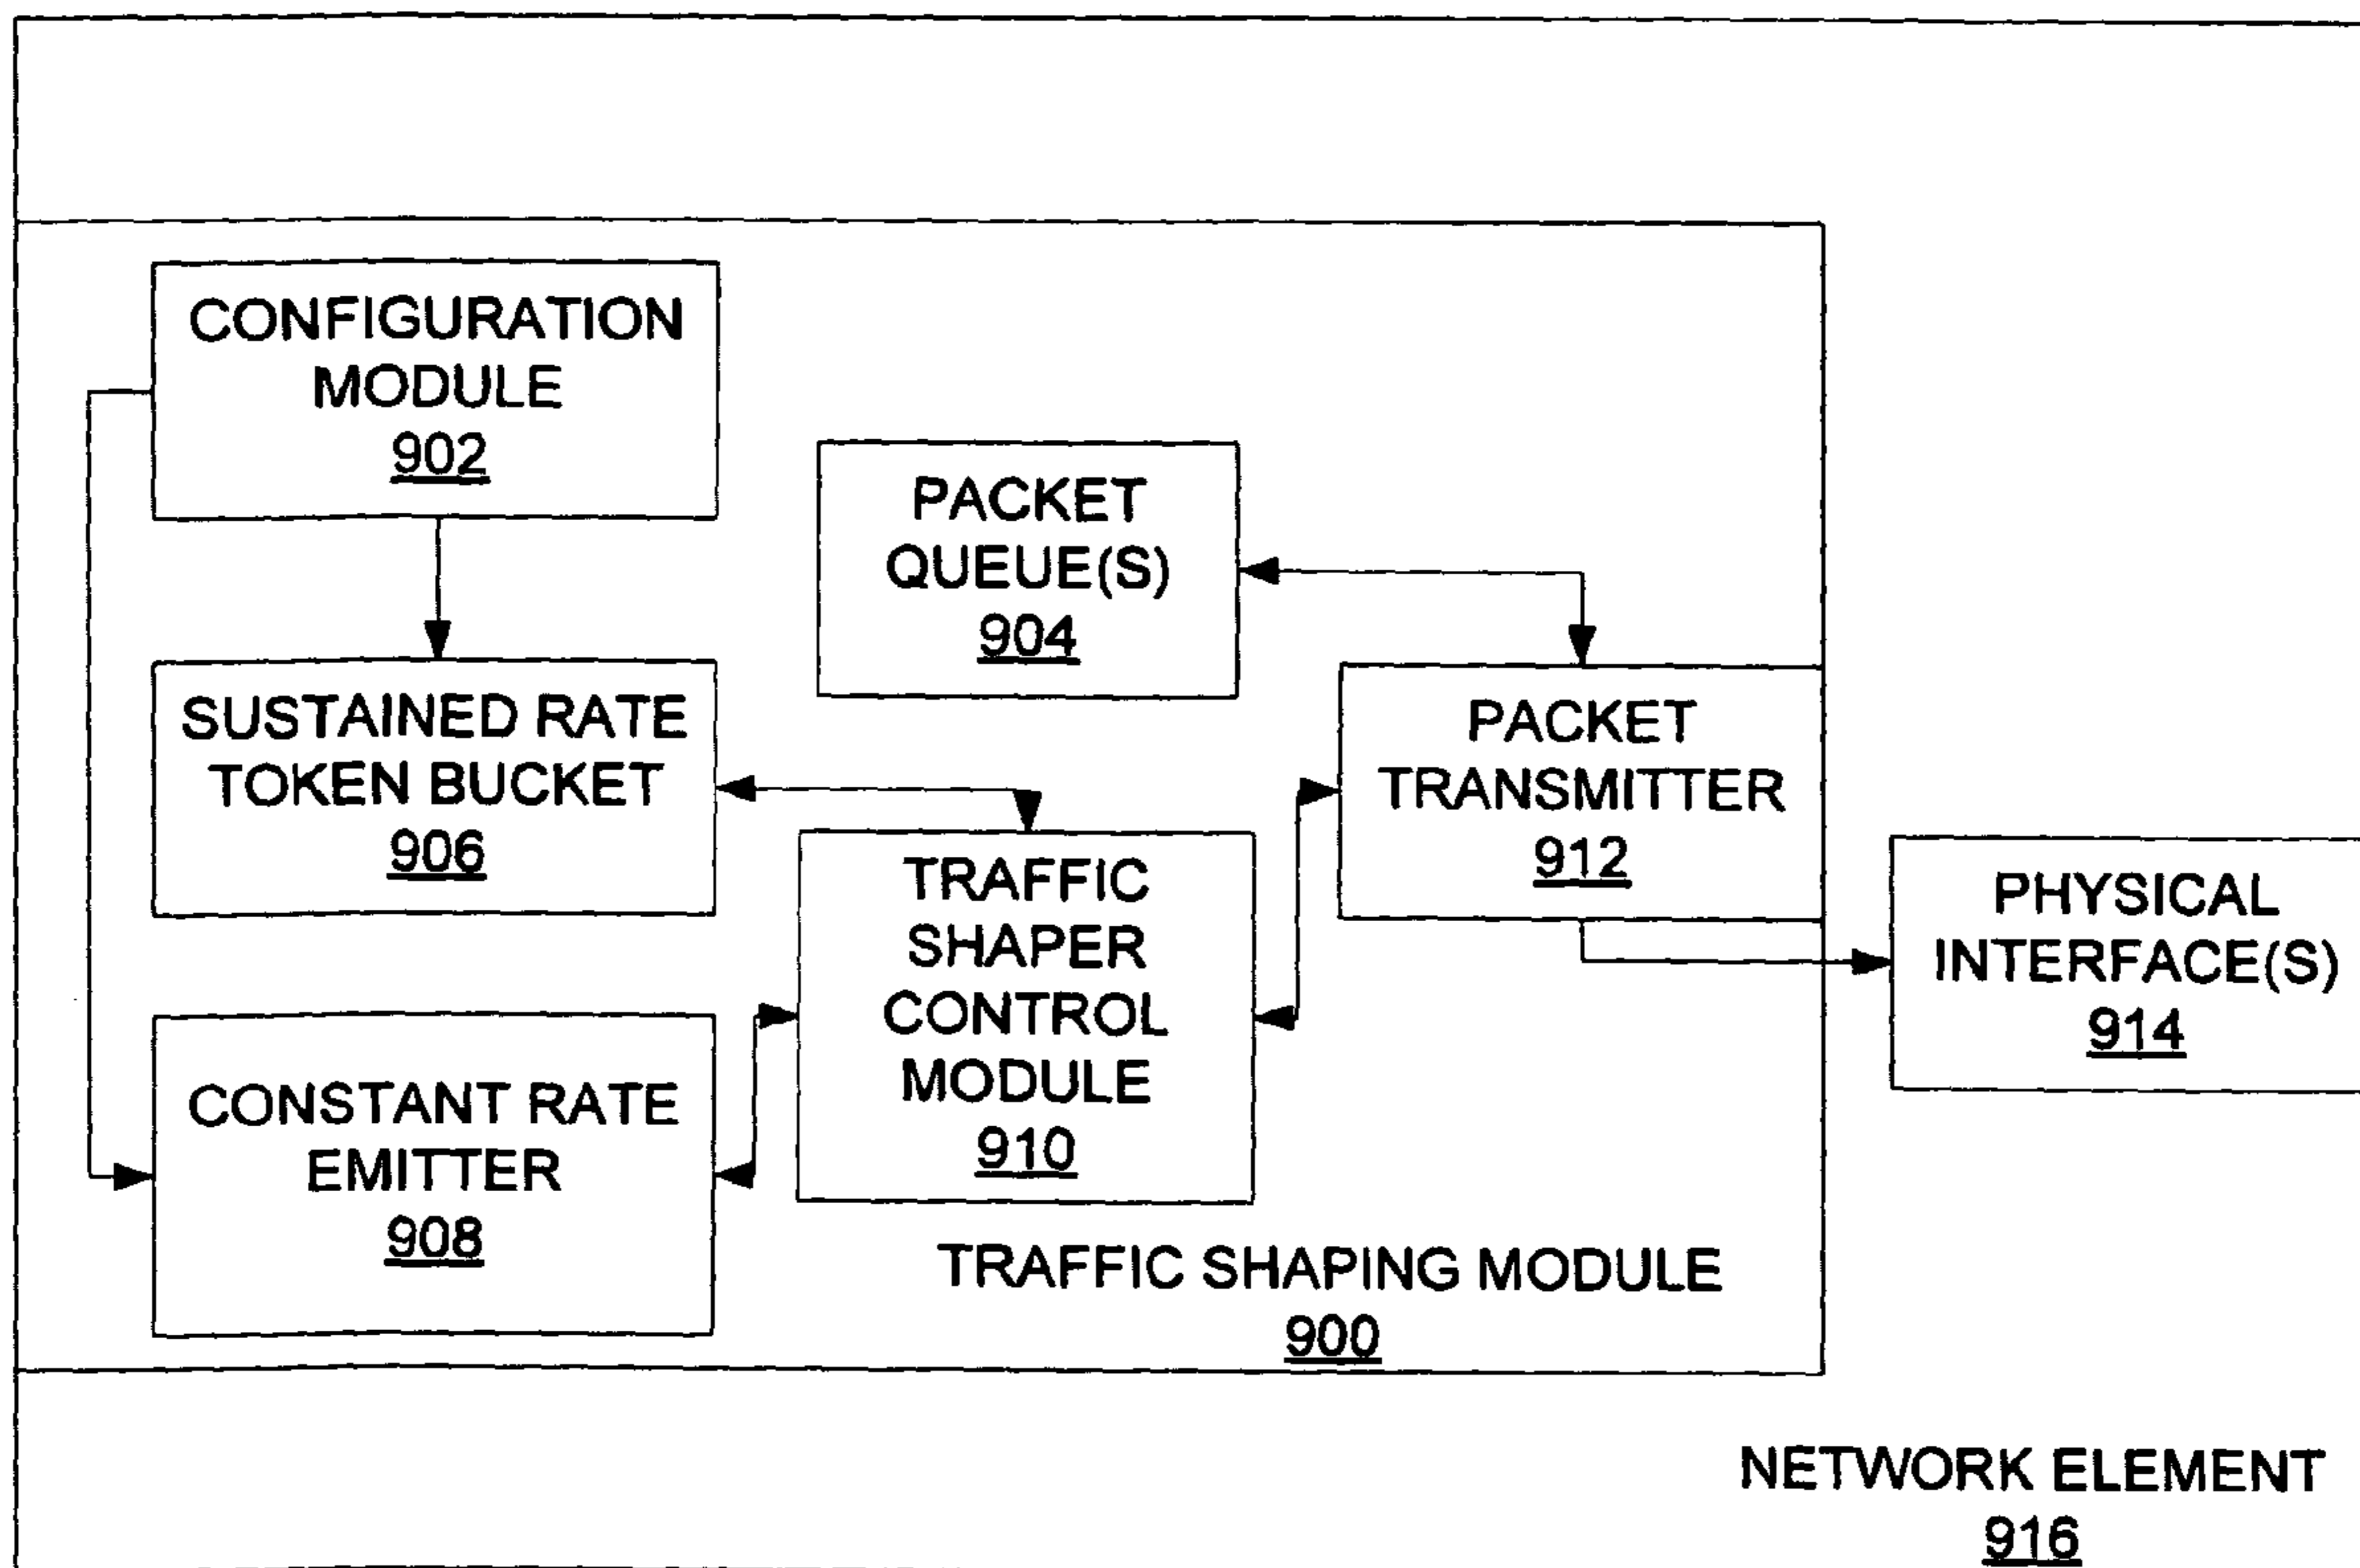 CONFIGURATION
MODULE
902
PACKET
QUEUE(S)
904
SUSTAINED RATE
TOKEN BUCKET
906
PACKET
TRANSMITTER
912
TRAFFIC
SHAPER
CONTROL
MODULE
910
PHYSICAL
INTERFACE(S)
914
CONSTANT RATE
EMITTER
908
TRAFFIC SHAPING MODULE
900
NETWORK ELEMENT
916